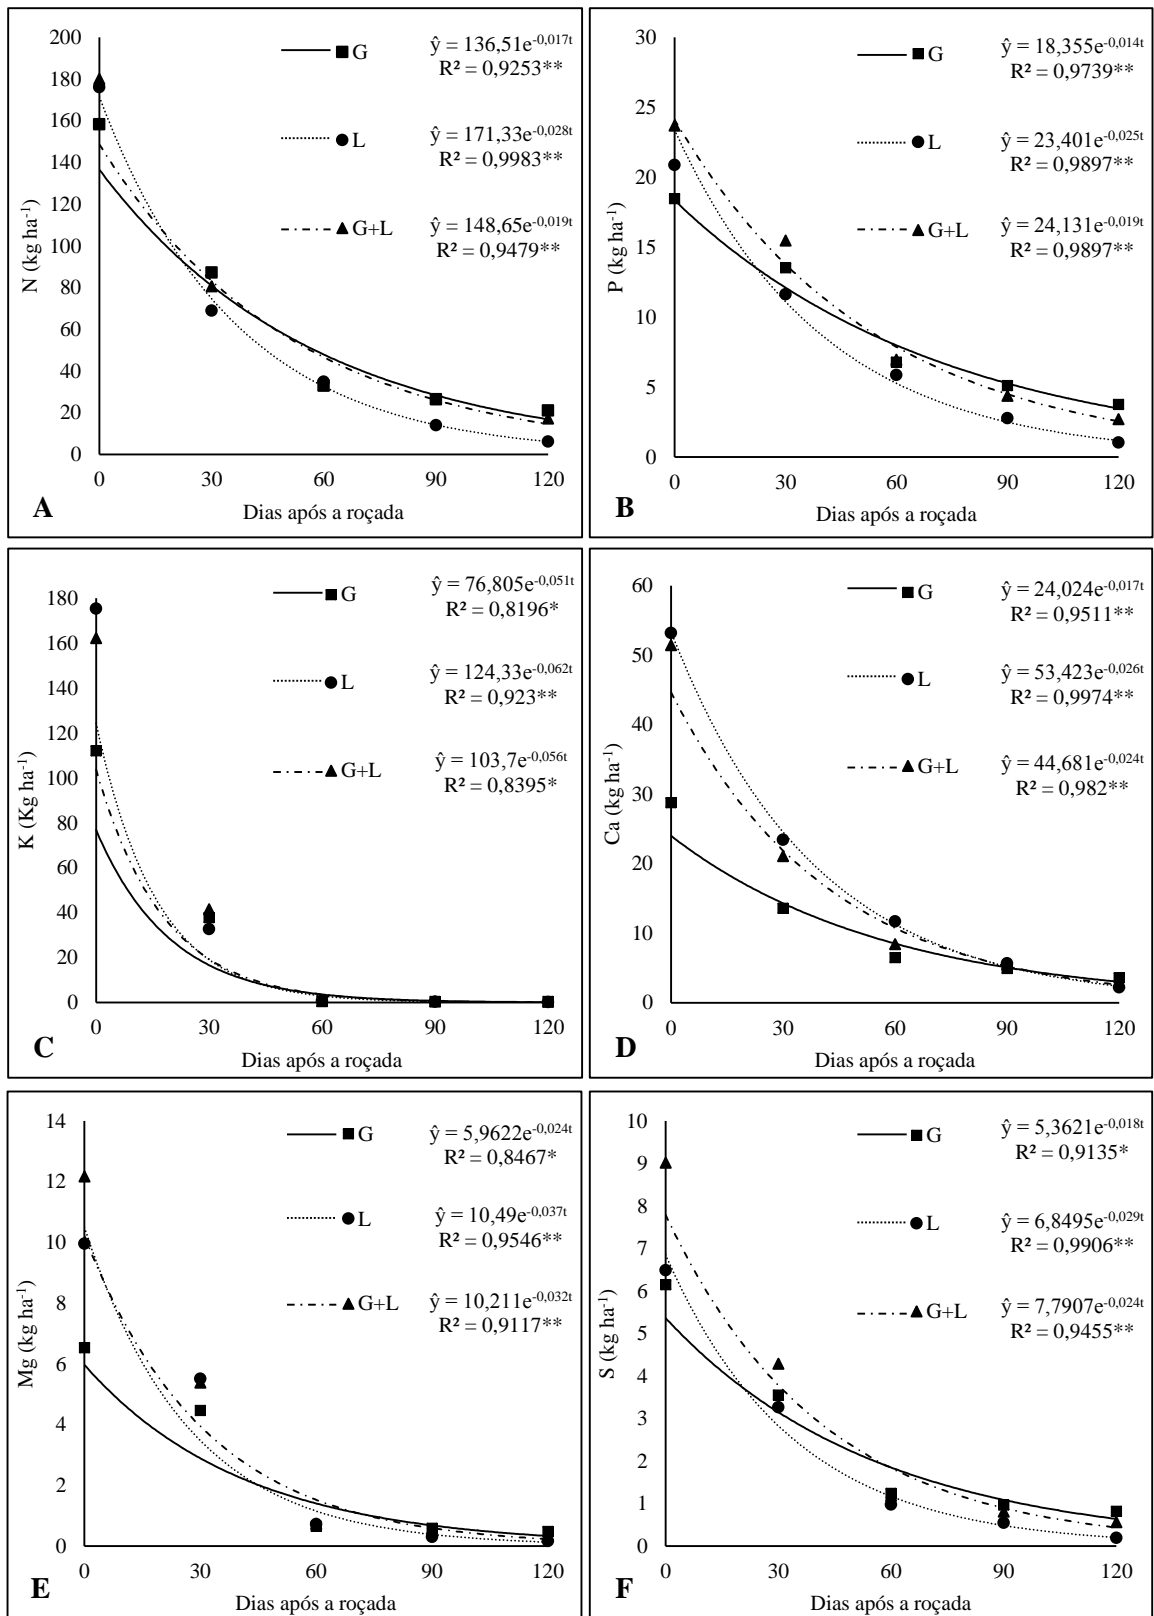 200
180
160
140
120
100
80
60
40
20
0
N (kg ha⁻¹)
G
ŷ = 136,51e⁻⁰,⁰¹⁷ᵗ
R² = 0,9253**
L
ŷ = 171,33e⁻⁰,⁰²⁸ᵗ
R² = 0,9983**
G+L
ŷ = 148,65e⁻⁰,⁰¹⁹ᵗ
R² = 0,9479**
0 30 60 90 120
A
Dias após a roçada
30
25
20
15
10
5
0
P (kg ha⁻¹)
G
ŷ = 18,355e⁻⁰,⁰¹⁴ᵗ
R² = 0,9739**
L
ŷ = 23,401e⁻⁰,⁰²⁵ᵗ
R² = 0,9897**
G+L
ŷ = 24,131e⁻⁰,⁰¹⁹ᵗ
R² = 0,9897**
0 30 60 90 120
B
Dias após a roçada
180
160
140
120
100
80
60
40
20
0
K (Kg ha⁻¹)
G
ŷ = 76,805e⁻⁰,⁰⁵¹ᵗ
R² = 0,8196*
L
ŷ = 124,33e⁻⁰,⁰⁶²ᵗ
R² = 0,923**
G+L
ŷ = 103,7e⁻⁰,⁰⁵⁶ᵗ
R² = 0,8395*
0 30 60 90 120
C
Dias após a roçada
60
50
40
30
20
10
0
Ca (kg ha⁻¹)
G
ŷ = 24,024e⁻⁰,⁰¹⁷ᵗ
R² = 0,9511**
L
ŷ = 53,423e⁻⁰,⁰²⁶ᵗ
R² = 0,9974**
G+L
ŷ = 44,681e⁻⁰,⁰²⁴ᵗ
R² = 0,982**
0 30 60 90 120
D
Dias após a roçada
14
12
10
8
6
4
2
0
Mg (kg ha⁻¹)
G
ŷ = 5,9622e⁻⁰,⁰²⁴ᵗ
R² = 0,8467*
L
ŷ = 10,49e⁻⁰,⁰³⁷ᵗ
R² = 0,9546**
G+L
ŷ = 10,211e⁻⁰,⁰³²ᵗ
R² = 0,9117**
0 30 60 90 120
E
Dias após a roçada
10
9
8
7
6
5
4
3
2
1
0
S (kg ha⁻¹)
G
ŷ = 5,3621e⁻⁰,⁰¹⁸ᵗ
R² = 0,9135*
L
ŷ = 6,8495e⁻⁰,⁰²⁹ᵗ
R² = 0,9906**
G+L
ŷ = 7,7907e⁻⁰,⁰²⁴ᵗ
R² = 0,9455**
0 30 60 90 120
F
Dias após a roçada